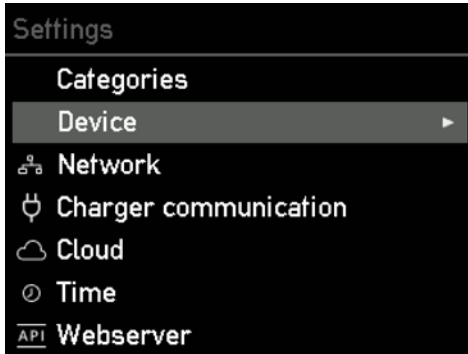 Settings
Categories
Device
Network
Charger communication
Cloud
Time
API Webserver